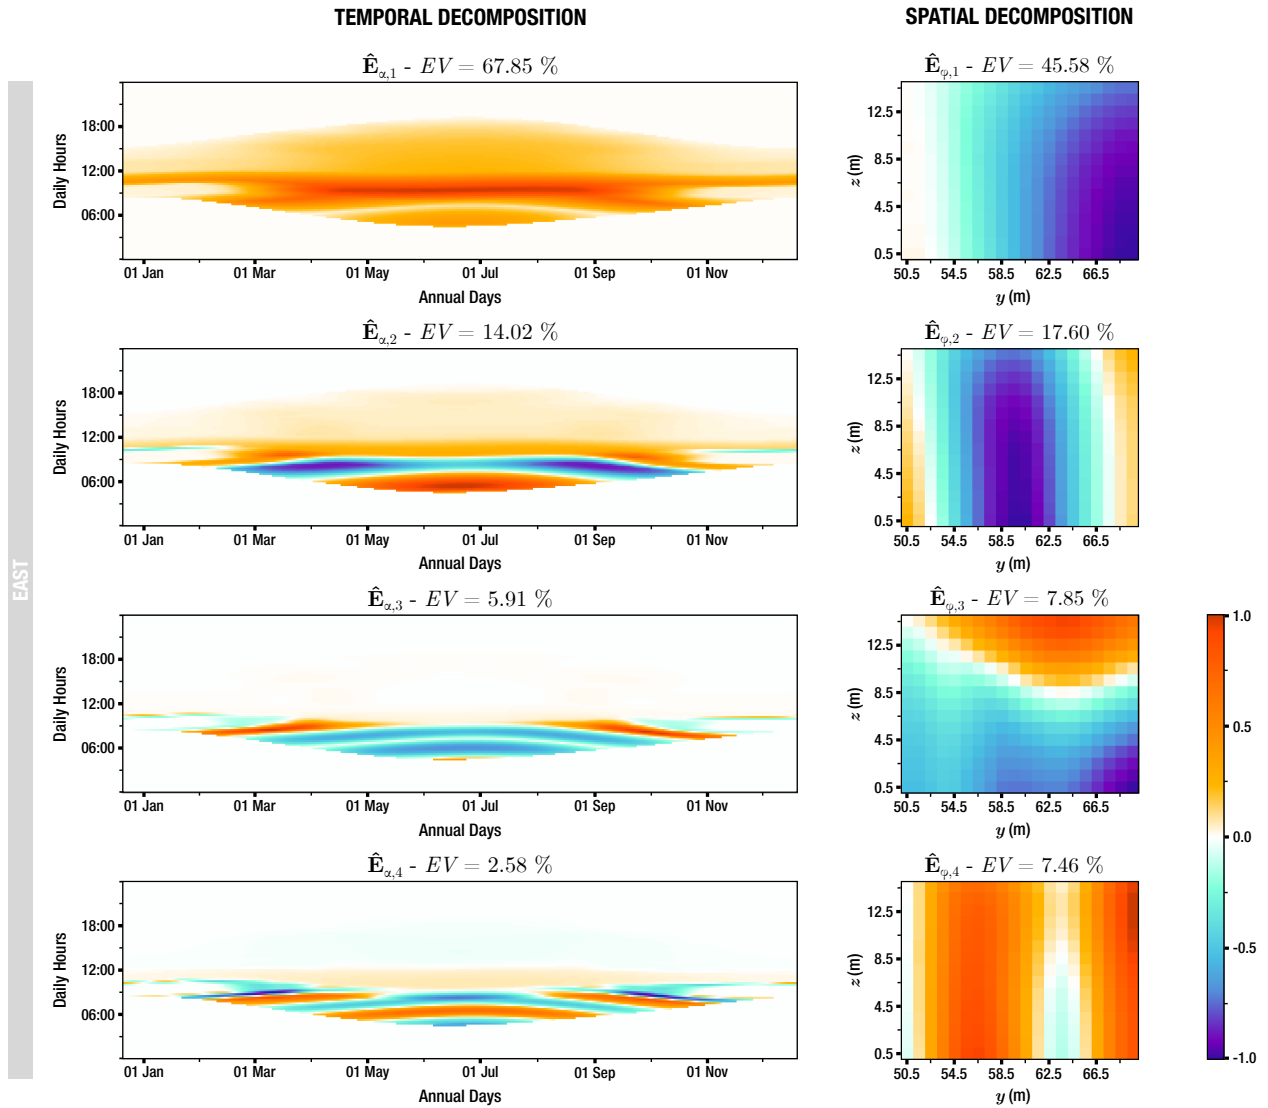 TEMPORAL DECOMPOSITION
SPATIAL DECOMPOSITION
EAST
Ê_α,1 - EV = 67.85 %
18:00
12:00
06:00
Daily Hours
01 Jan 01 Mar 01 May 01 Jul 01 Sep 01 Nov
Annual Days
Ê_φ,1 - EV = 45.58 %
12.5
8.5
4.5
0.5
z (m)
50.5 54.5 58.5 62.5 66.5
y (m)
Ê_α,2 - EV = 14.02 %
18:00
12:00
06:00
Daily Hours
01 Jan 01 Mar 01 May 01 Jul 01 Sep 01 Nov
Annual Days
Ê_φ,2 - EV = 17.60 %
12.5
8.5
4.5
0.5
z (m)
50.5 54.5 58.5 62.5 66.5
y (m)
Ê_α,3 - EV = 5.91 %
18:00
12:00
06:00
Daily Hours
01 Jan 01 Mar 01 May 01 Jul 01 Sep 01 Nov
Annual Days
Ê_φ,3 - EV = 7.85 %
12.5
8.5
4.5
0.5
z (m)
50.5 54.5 58.5 62.5 66.5
y (m)
Ê_α,4 - EV = 2.58 %
18:00
12:00
06:00
Daily Hours
01 Jan 01 Mar 01 May 01 Jul 01 Sep 01 Nov
Annual Days
Ê_φ,4 - EV = 7.46 %
12.5
8.5
4.5
0.5
z (m)
50.5 54.5 58.5 62.5 66.5
y (m)
1.0
0.5
0.0
-0.5
-1.0